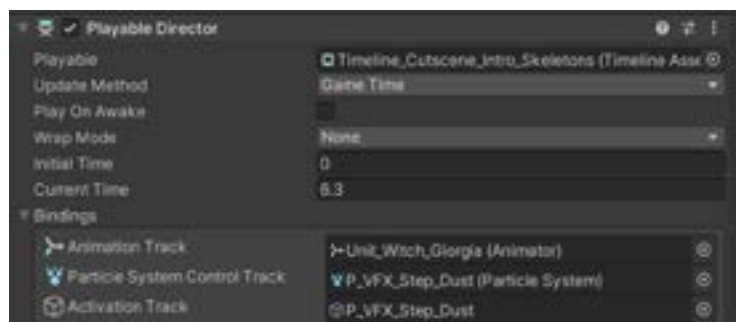 Playable Director
Playable Timeline_Cutscene_Intro_Skeletons (Timeline Asse
Update Method Game Time
Play On Awake
Wrap Mode None
Initial Time 0
Current Time 6.3
Bindings
Animation Track Unit_Witch_Giorgia (Animator)
Particle System Control Track P_VFX_Step_Dust (Particle System)
Activation Track P_VFX_Step_Dust